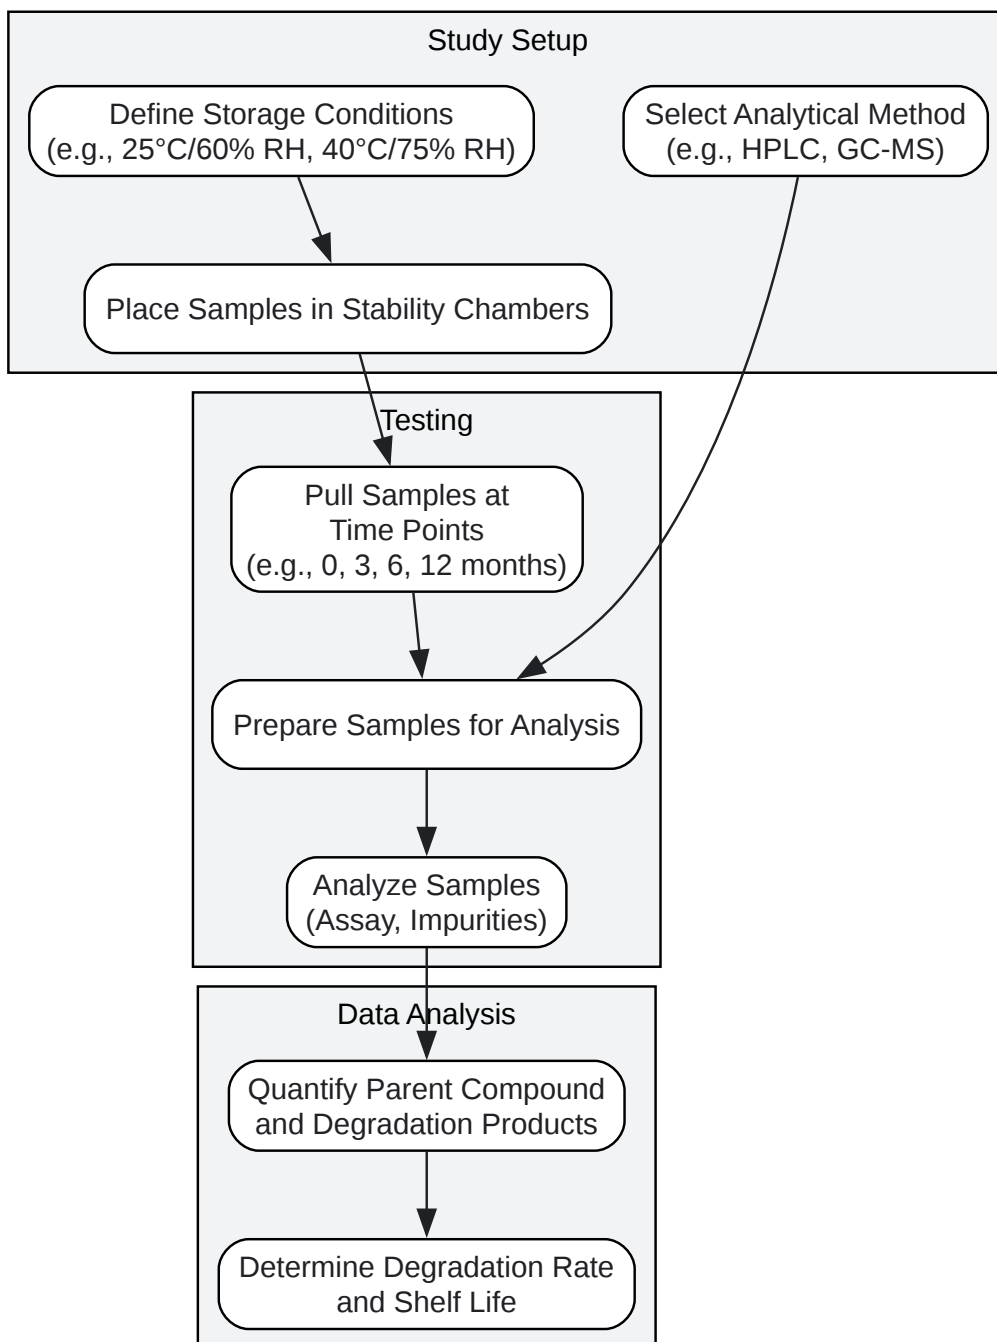 Study Setup
Define Storage Conditions
(e.g., 25°C/60% RH, 40°C/75% RH)
Select Analytical Method
(e.g., HPLC, GC-MS)
Place Samples in Stability Chambers
Testing
Pull Samples at
Time Points
(e.g., 0, 3, 6, 12 months)
Prepare Samples for Analysis
Analyze Samples
(Assay, Impurities)
Data Analysis
Quantify Parent Compound
and Degradation Products
Determine Degradation Rate
and Shelf Life